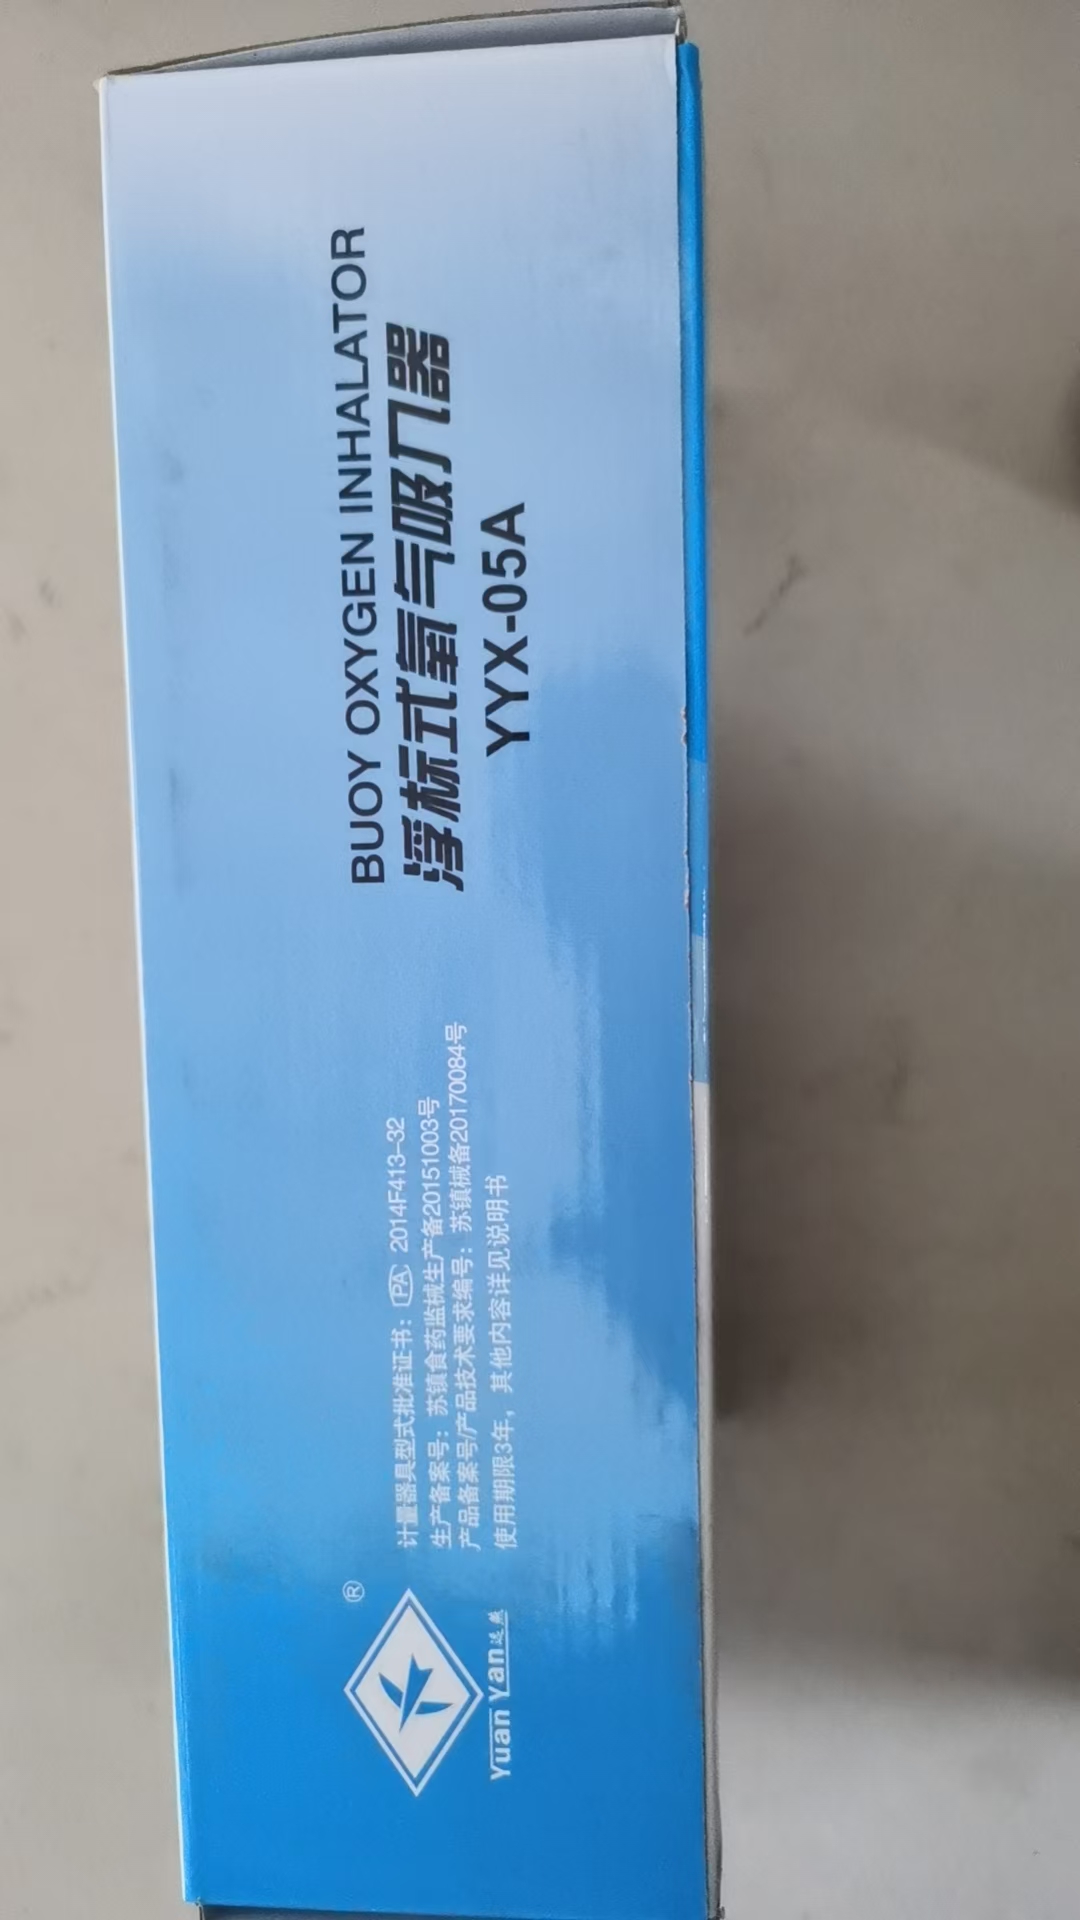 BUOY OXYGEN INHALATOR
浮标式氧气吸入器
YYX-05A
计量器具型式批准证书：PA 2014F413-32
生产备案号：苏镇食药监械生产备20151003号
产品备案号/产品技术要求编号：苏镇械备20170084号
使用期限3年，其他内容详见说明书
®
Yuan Yan 远燕